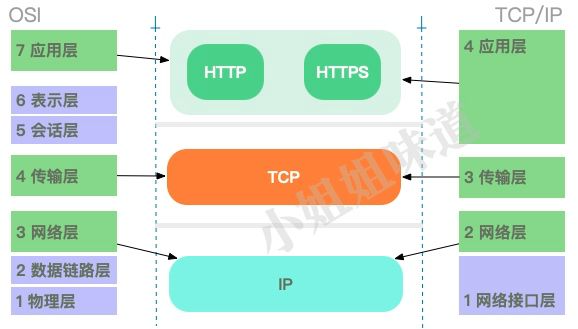 OSI
TCP/IP
7 应用层
HTTP
HTTPS
4 应用层
6 表示层
5 会话层
4 传输层
TCP
3 传输层
3 网络层
2 网络层
2 数据链路层
IP
1 物理层
1 网络接口层
小姐姐味道